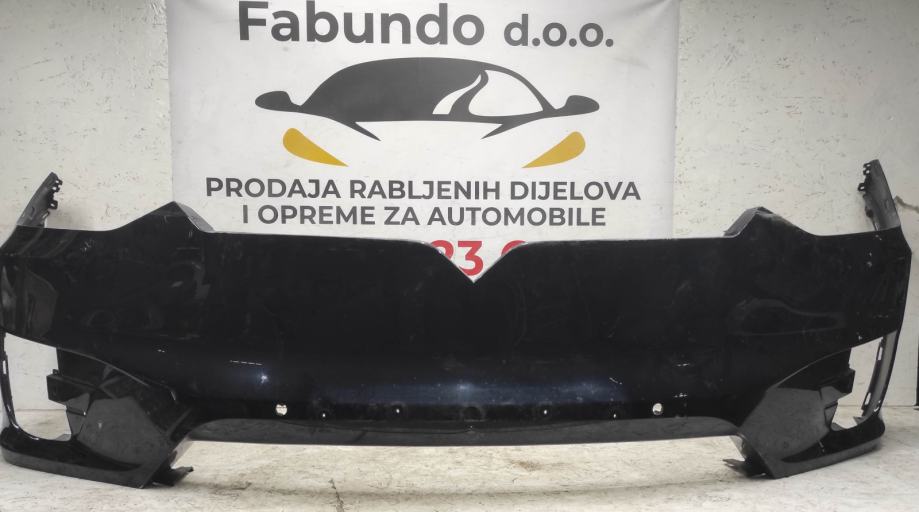 Fabundo d.o.o.
PRODAJA RABLJENIH DIJELOVA
I OPREME ZA AUTOMOBILE